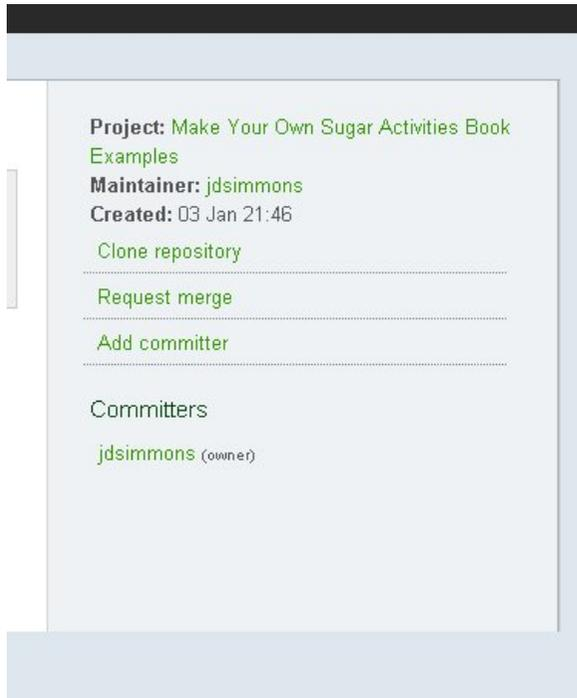 Project: Make Your Own Sugar Activities Book
Examples
Maintainer: jdsimmons
Created: 03 Jan 21:46
Clone repository
Request merge
Add committer
Committers
jdsimmons (owner)